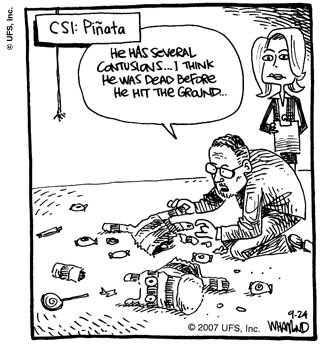 © UFS, Inc.
CSI: Piñata
HE HAS SEVERAL
CONTUSIONS...I THINK
HE WAS DEAD BEFORE
HE HIT THE GROUND...
9-24
WHAMOND
© 2007 UFS, Inc.